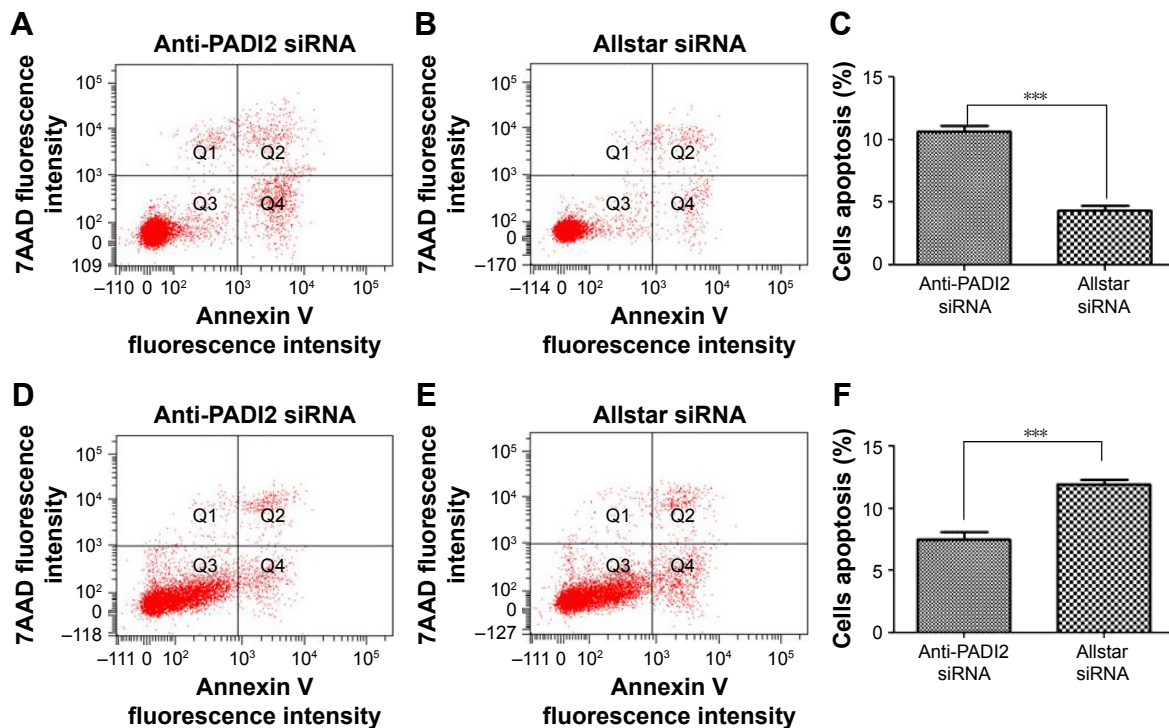 A
Anti-PADI2 siRNA
7AAD fluorescence
intensity
10⁵
10⁴
10³
10²
0
109
Q1
Q2
Q3
Q4
–110 0 10² 10³ 10⁴ 10⁵
Annexin V
fluorescence intensity
B
Allstar siRNA
7AAD fluorescence
intensity
10⁵
10⁴
10³
10²
0
–170
Q1
Q2
Q3
Q4
–114 0 10² 10³ 10⁴ 10⁵
Annexin V
fluorescence intensity
C
Cells apoptosis (%)
15
10
5
0
***
Anti-PADI2
siRNA
Allstar
siRNA
D
Anti-PADI2 siRNA
7AAD fluorescence
intensity
10⁵
10⁴
10³
10²
0
–118
Q1
Q2
Q3
Q4
–111 0 10² 10³ 10⁴ 10⁵
Annexin V
fluorescence intensity
E
Allstar siRNA
7AAD fluorescence
intensity
10⁵
10⁴
10³
10²
0
–127
Q1
Q2
Q3
Q4
–111 0 10² 10³ 10⁴ 10⁵
Annexin V
fluorescence intensity
F
Cells apoptosis (%)
15
10
5
0
***
Anti-PADI2
siRNA
Allstar
siRNA